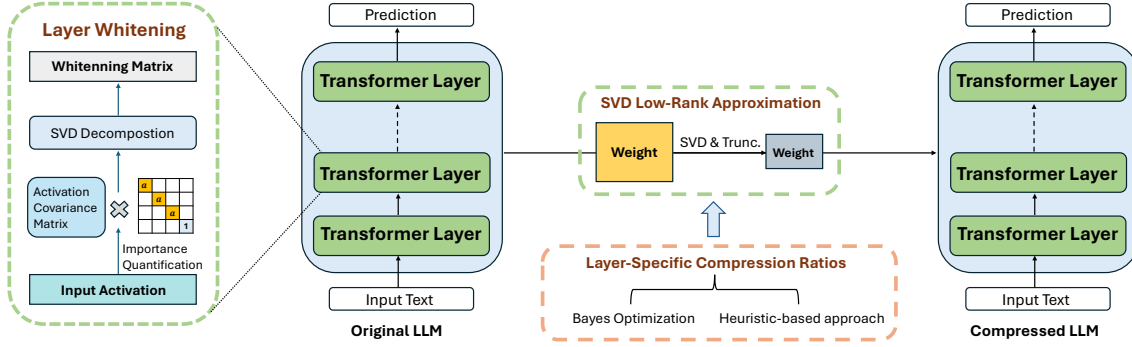 Layer Whitening
Whitenning Matrix
SVD Decompostion
Activation
Covariance
Matrix
a
a
a
1
Importance
Quantification
Input Activation
Prediction
Transformer Layer
Transformer Layer
Transformer Layer
Input Text
Original LLM
SVD Low-Rank Approximation
Weight
SVD & Trunc.
Weight
Layer-Specific Compression Ratios
Bayes Optimization
Heuristic-based approach
Prediction
Transformer Layer
Transformer Layer
Transformer Layer
Input Text
Compressed LLM